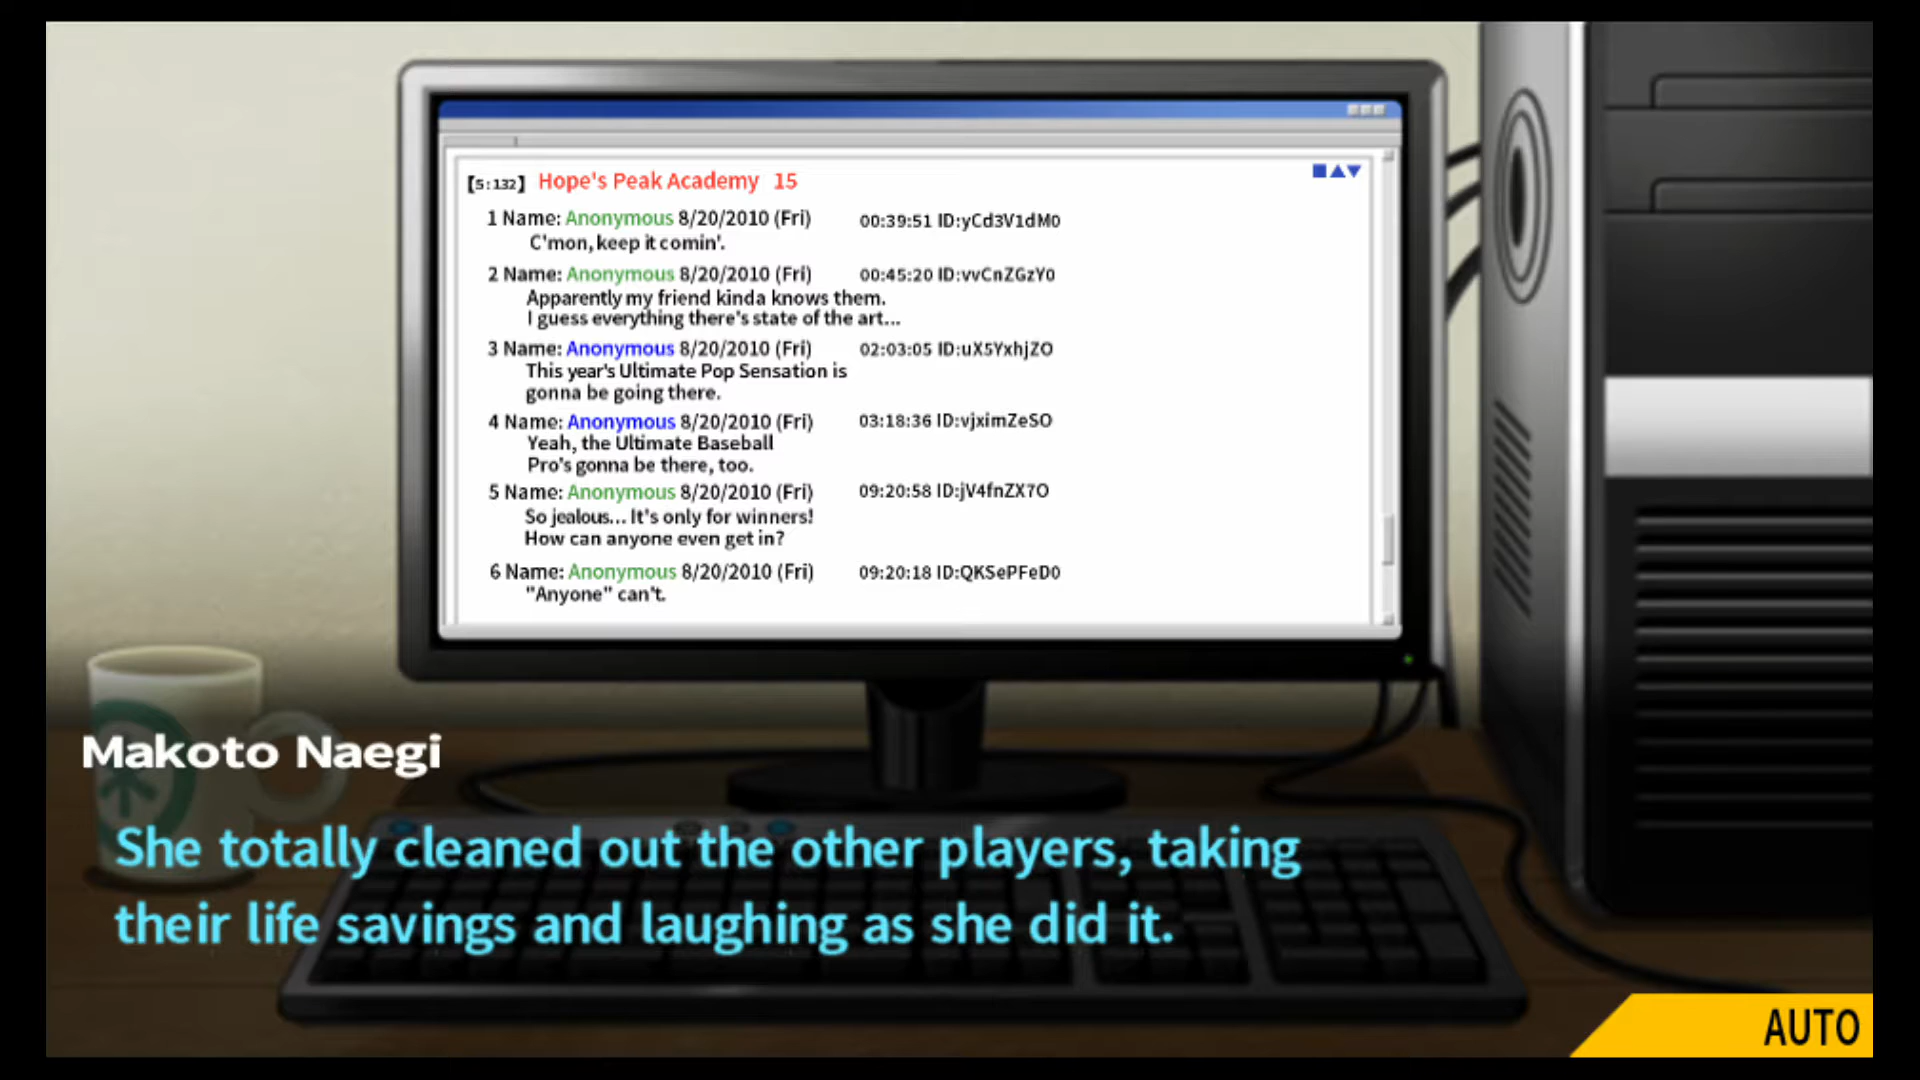 【5:132】 Hope's Peak Academy 15 ■▲▼
1 Name: Anonymous 8/20/2010 (Fri) 00:39:51 ID:yCd3V1dM0
C'mon, keep it comin'.
2 Name: Anonymous 8/20/2010 (Fri) 00:45:20 ID:vvCnZGzY0
Apparently my friend kinda knows them.
I guess everything there's state of the art...
3 Name: Anonymous 8/20/2010 (Fri) 02:03:05 ID:uX5YxhjZO
This year's Ultimate Pop Sensation is
gonna be going there.
4 Name: Anonymous 8/20/2010 (Fri) 03:18:36 ID:vjximZeSO
Yeah, the Ultimate Baseball
Pro's gonna be there, too.
5 Name: Anonymous 8/20/2010 (Fri) 09:20:58 ID:jV4fnZX7O
So jealous... It's only for winners!
How can anyone even get in?
6 Name: Anonymous 8/20/2010 (Fri) 09:20:18 ID:QKSePFeD0
"Anyone" can't.
Makoto Naegi
She totally cleaned out the other players, taking
their life savings and laughing as she did it.
AUTO